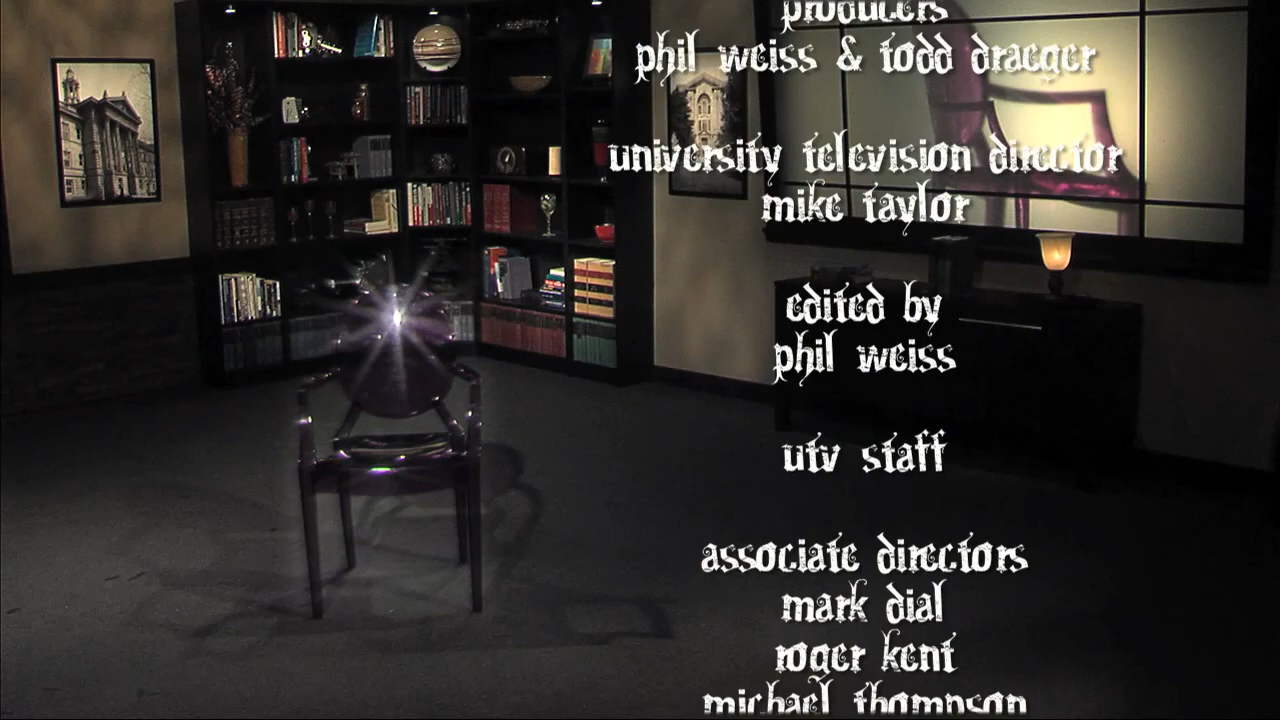 producers
phil weiss & todd draeger
university television director
mike taylor
edited by
phil weiss
utv staff
associate directors
mark dial
roger kent
michael thompson